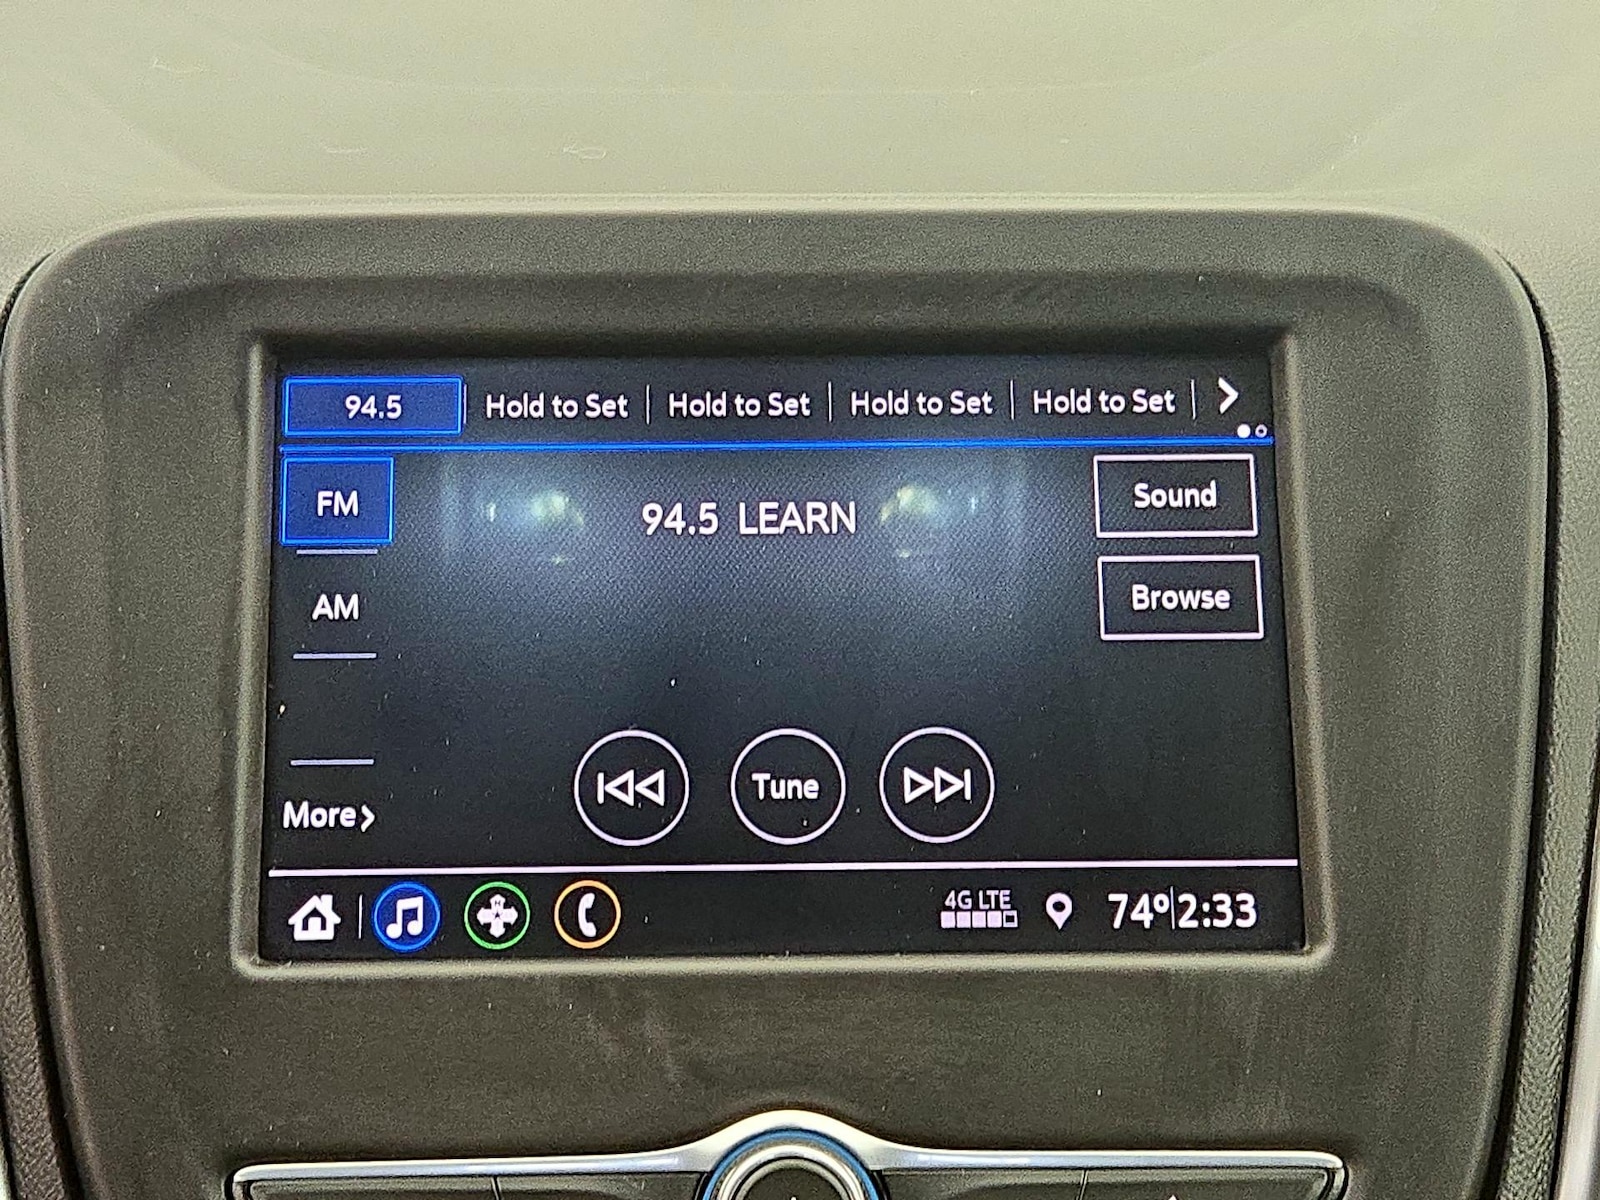 94.5 Hold to Set Hold to Set Hold to Set Hold to Set
FM 94.5 LEARN Sound
AM Browse
More
Tune
4G LTE 74° 2:33